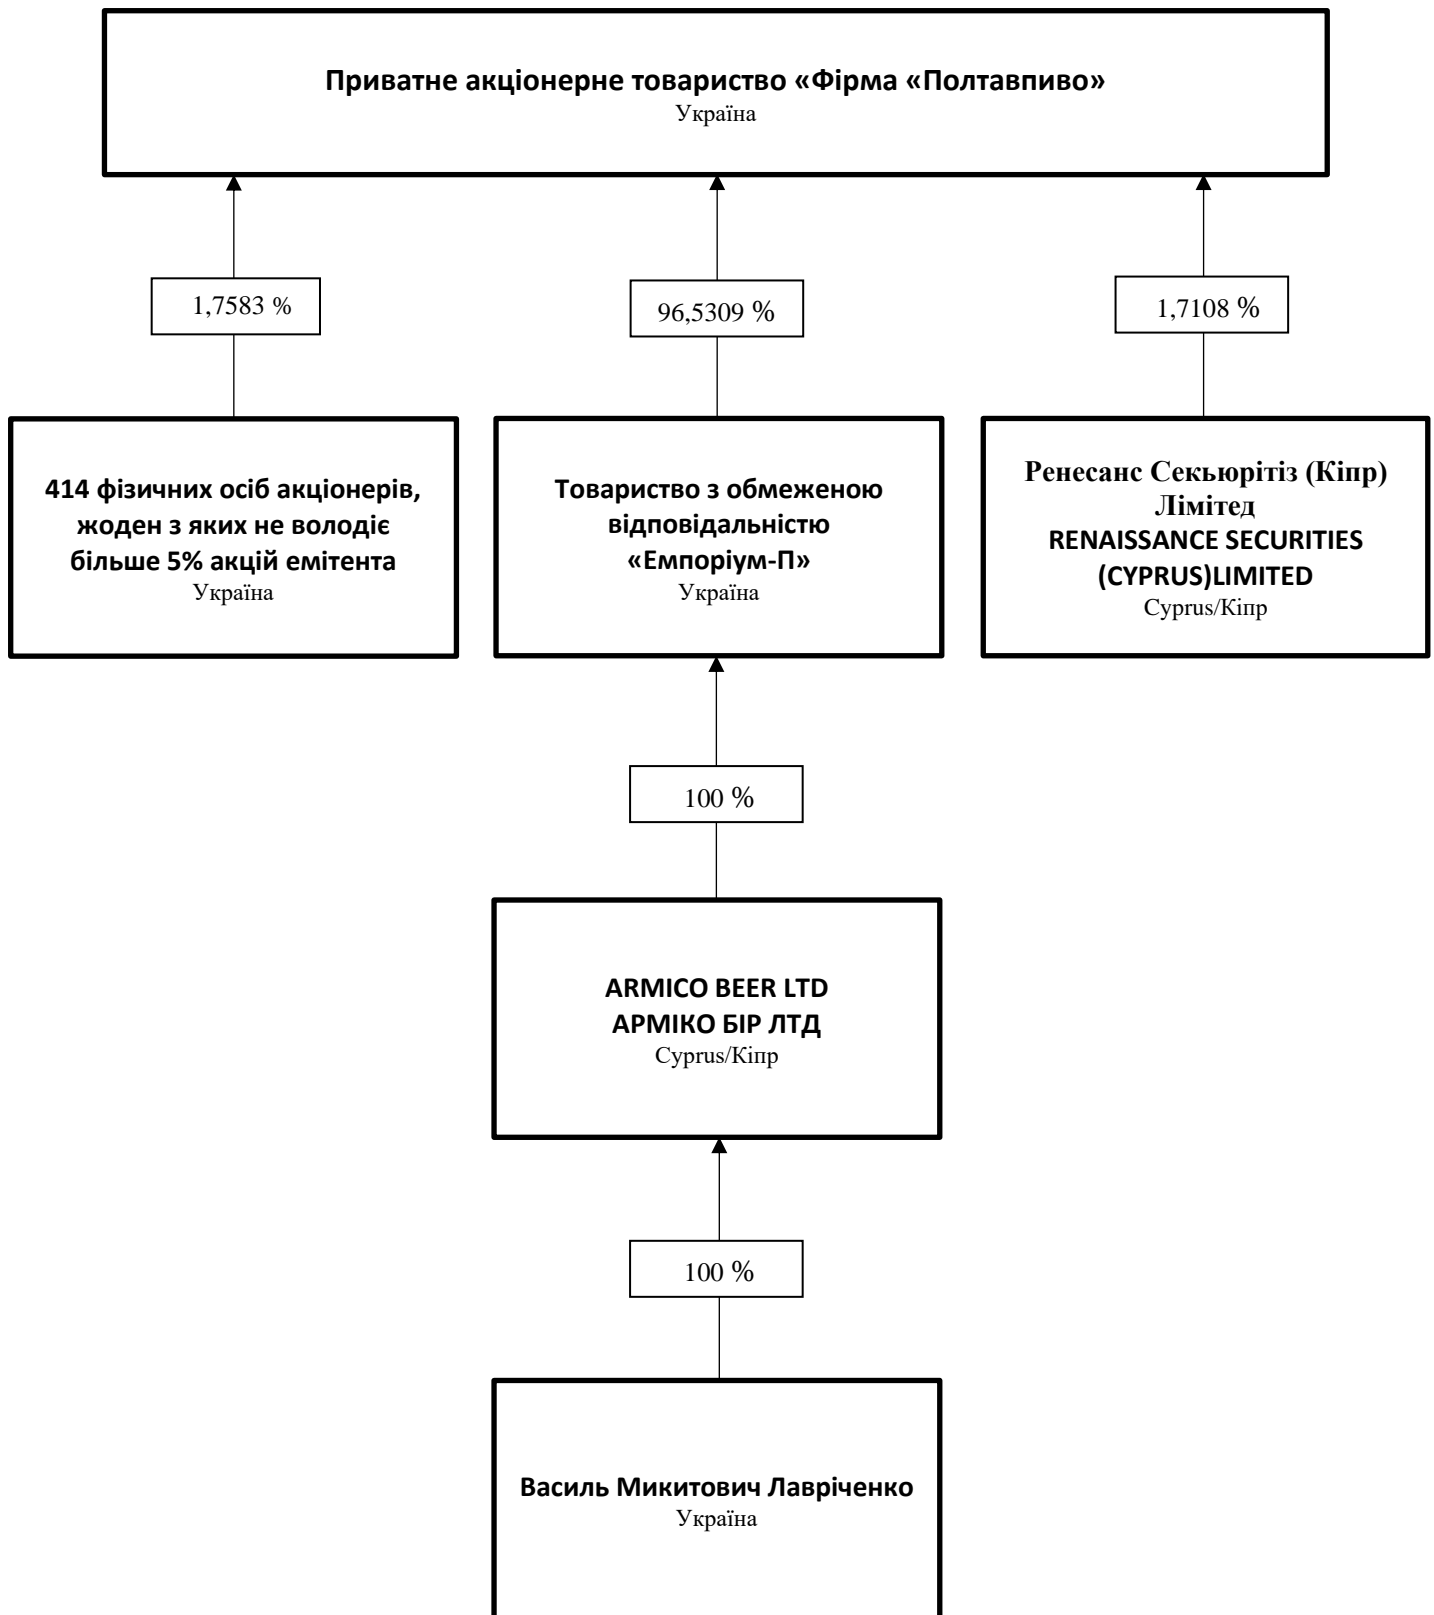 Приватне акціонерне товариство «Фірма «Полтавпиво»
Україна
1,7583 %
96,5309 %
1,7108 %
414 фізичних осіб акціонерів,
жоден з яких не володіє
більше 5% акцій емітента
Україна
Товариство з обмеженою
відповідальністю
«Емпоріум-П»
Україна
Ренесанс Секьюрітіз (Кіпр)
Лімітед
RENAISSANCE SECURITIES
(CYPRUS)LIMITED
Cyprus/Кіпр
100 %
ARMICO BEER LTD
АРМІКО БІР ЛТД
Cyprus/Кіпр
100 %
Василь Микитович Лавріченко
Україна